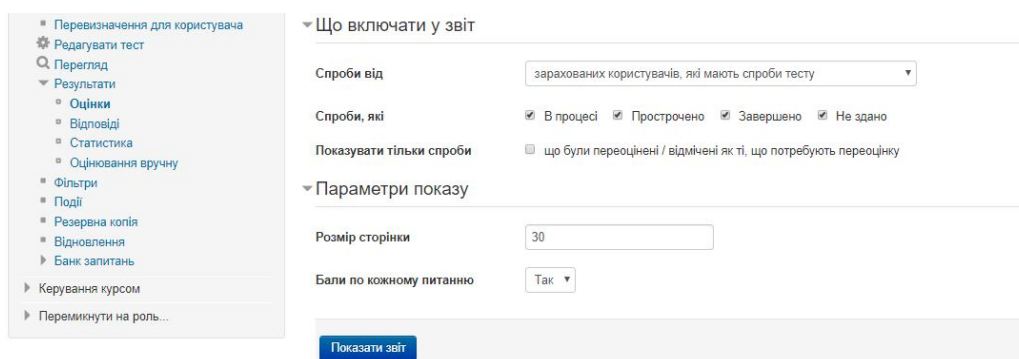 Перевизначення для користувача
Редагувати тест
Перегляд
Результати
Оцінки
Відповіді
Статистика
Оцінювання вручну
Фільтри
Події
Резервна копія
Відновлення
Банк запитань
Керування курсом
Перемикнути на роль...
Що включати у звіт
Спроби від зарахованих користувачів, які мають спроби тесту
Спроби, які В процесі Прострочено Завершено Не здано
Показувати тільки спроби що були переоцінені / відмічені як ті, що потребують переоцінку
Параметри показу
Розмір сторінки 30
Бали по кожному питанню Так
Показати звіт